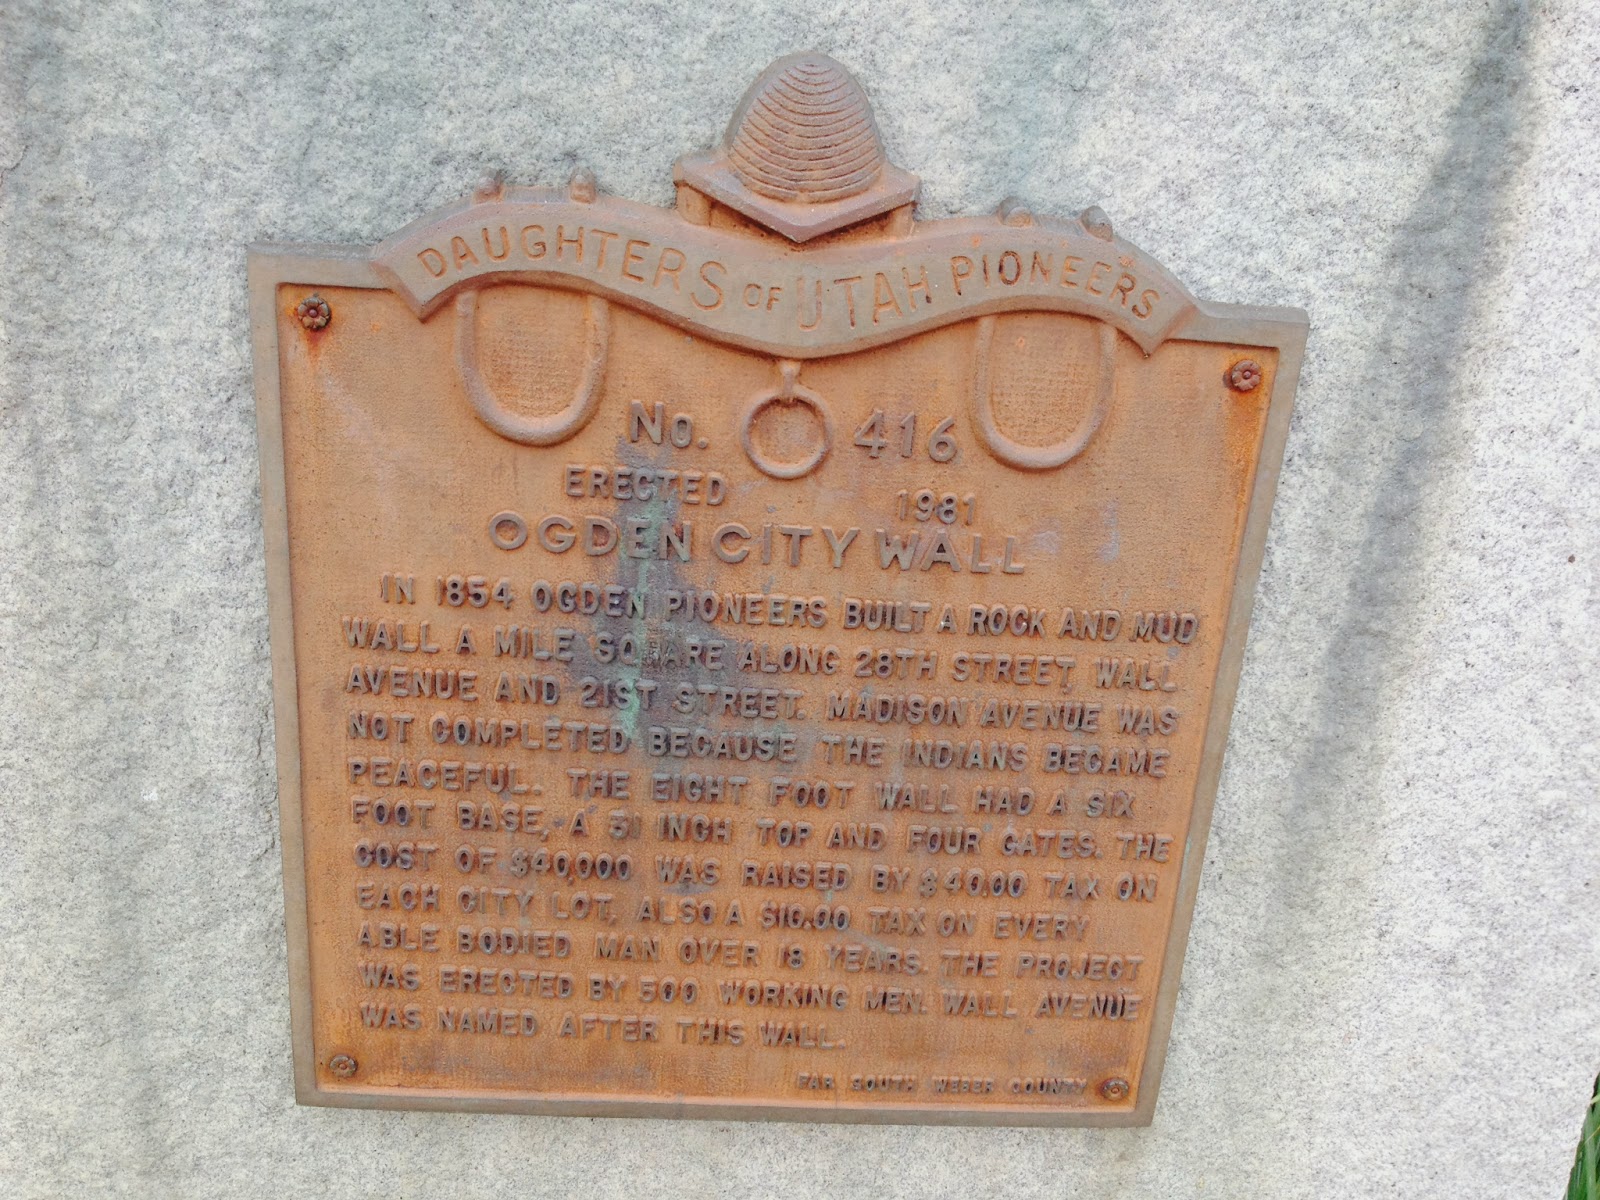 DAUGHTERS OF UTAH PIONEERS
No. 416
ERECTED 1981
OGDEN CITY WALL
IN 1854 OGDEN PIONEERS BUILT A ROCK AND MUD
WALL A MILE SQUARE ALONG 28TH STREET, WALL
AVENUE AND 21ST STREET. MADISON AVENUE WAS
NOT COMPLETED BECAUSE THE INDIANS BECAME
PEACEFUL. THE EIGHT FOOT WALL HAD A SIX
FOOT BASE, A 31 INCH TOP AND FOUR GATES. THE
COST OF $40,000 WAS RAISED BY $40.00 TAX ON
EACH CITY LOT, ALSO A $10.00 TAX ON EVERY
ABLE BODIED MAN OVER 18 YEARS. THE PROJECT
WAS ERECTED BY 500 WORKING MEN. WALL AVENUE
WAS NAMED AFTER THIS WALL.
FAR SOUTH WEBER COUNTY